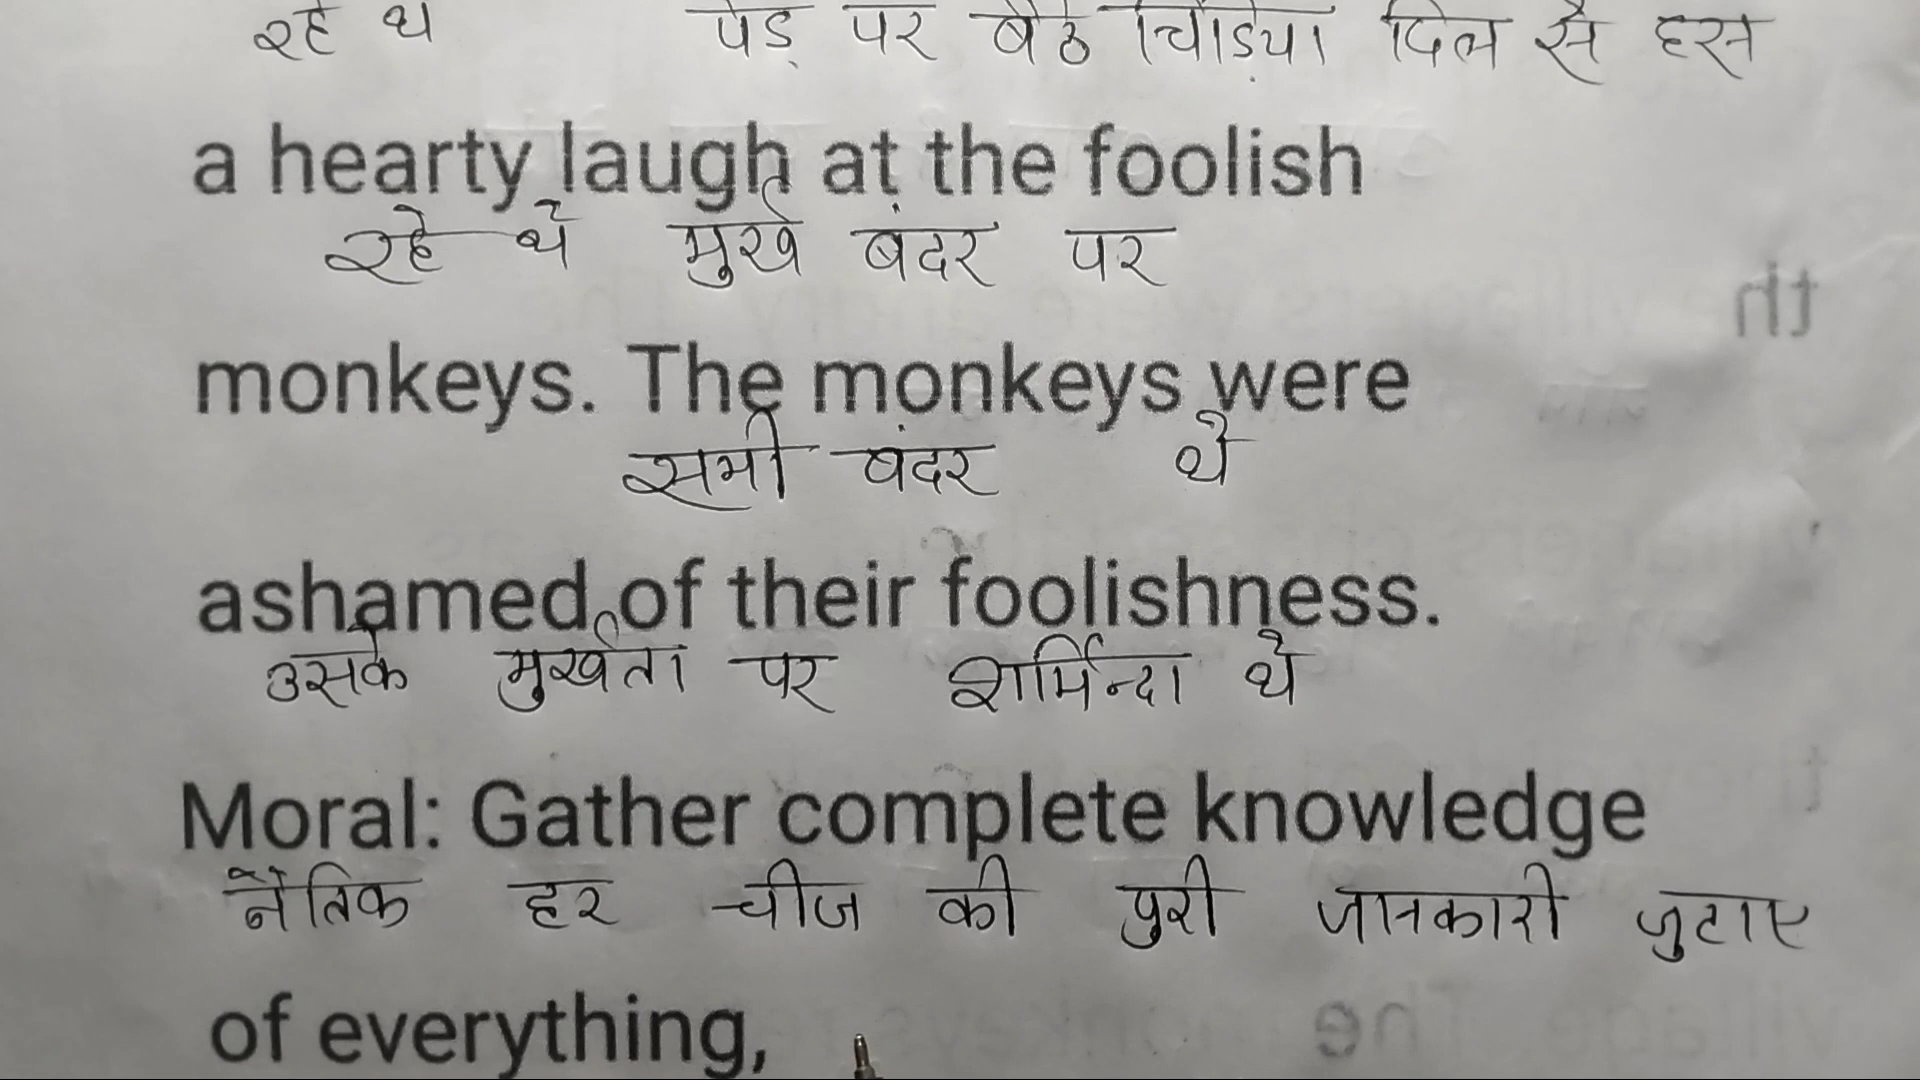 रहे थे पेड़ पर बैठे चिड़िया दिल से हस
a hearty laugh at the foolish
रहे थे मुर्ख बंदर पर
monkeys. The monkeys were
सभी बंदर थे
ashamed of their foolishness.
उसके मुर्खता पर शर्मिन्दा थे
Moral: Gather complete knowledge
नैतिक हर चीज की पुरी जानकारी जुटाए
of everything,